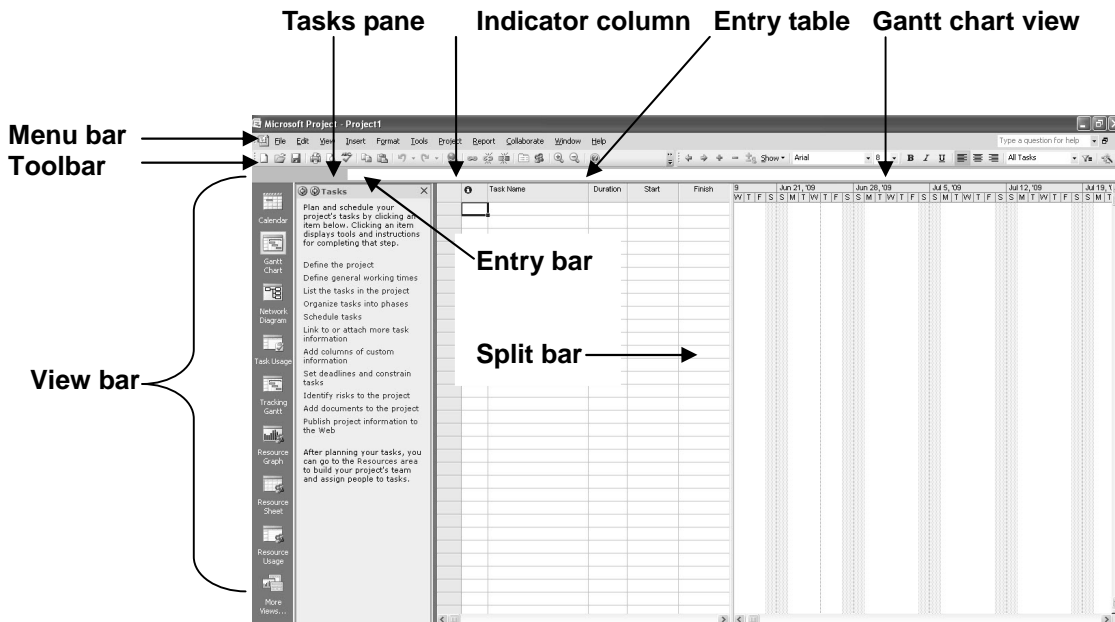 Tasks pane Indicator column Entry table Gantt chart view
Microsoft Project - Project1
Menu bar
File Edit View Insert Format Tools Project Report Collaborate Window Help
Type a question for help
Toolbar
Show Arial 8 B I U All Tasks
Tasks
Task Name Duration Start Finish
9 Jun 21, '09 Jun 28, '09 Jul 5, '09 Jul 12, '09 Jul 19, '
W T F S S M T W T F S S M T W T F S S M T W T F S S M T W T F S S M T
Calendar
Gantt
Chart
Network
Diagram
Task Usage
Tracking
Gantt
Resource
Graph
Resource
Sheet
Resource
Usage
More
Views...
Plan and schedule your
project's tasks by clicking an
item below. Clicking an item
displays tools and instructions
for completing that step.
Define the project
Define general working times
List the tasks in the project
Organize tasks into phases
Schedule tasks
Link to or attach more task
information
Add columns of custom
information
Set deadlines and constrain
tasks
Identify risks to the project
Add documents to the project
Publish project information to
the Web
After planning your tasks, you
can go to the Resources area
to build your project's team
and assign people to tasks.
Entry bar
Split bar
View bar